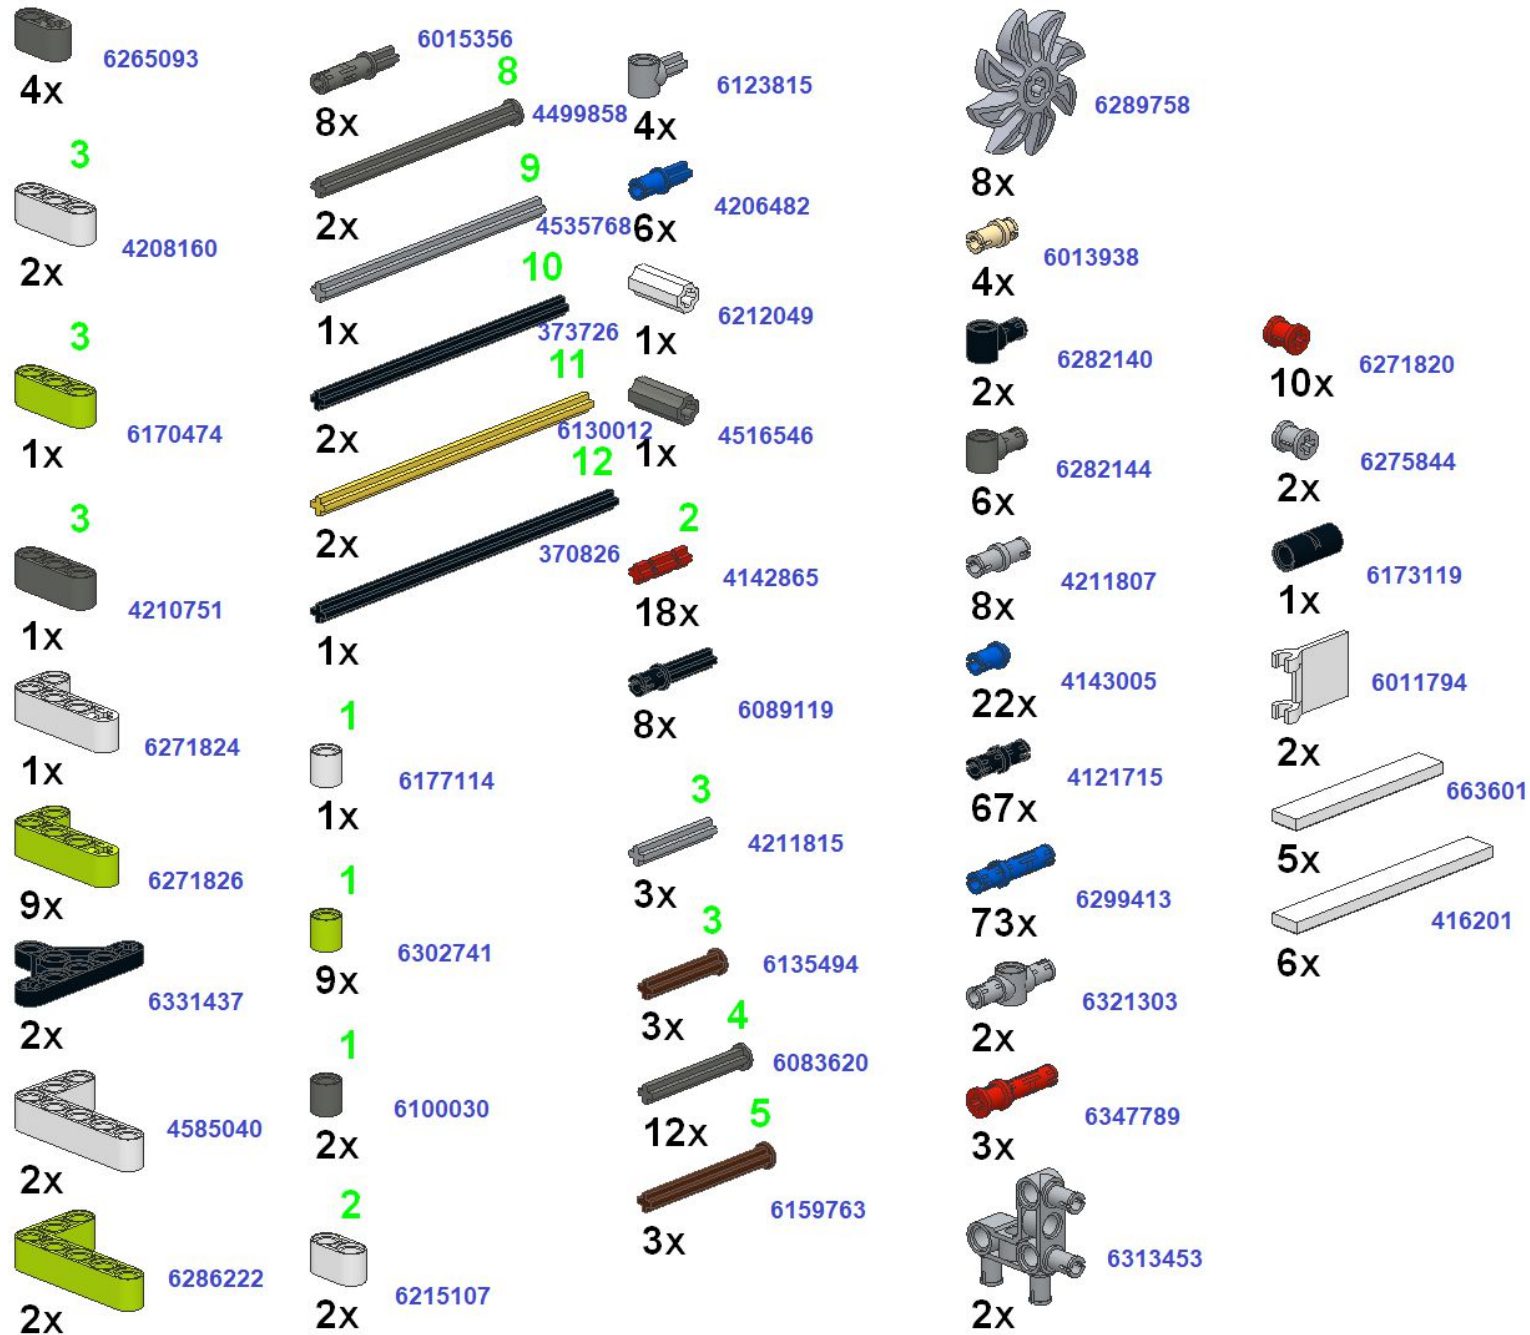 6265093
4x
3
4208160
2x
3
6170474
1x
3
4210751
1x
6271824
1x
6271826
9x
6331437
2x
4585040
2x
6286222
2x
6015356
8x
8
4499858
2x
9
4535768
1x
10
373726
2x
11
6130012
2x
12
370826
1x
1
6177114
1x
1
6302741
9x
1
6100030
2x
2
6215107
2x
6123815
4x
4206482
6x
6212049
1x
4516546
1x
2
4142865
18x
6089119
8x
3
4211815
3x
3
6135494
3x
4
6083620
12x
5
6159763
3x
6289758
8x
6013938
4x
6282140
2x
6282144
6x
4211807
8x
4143005
22x
4121715
67x
6299413
73x
6321303
2x
6347789
3x
6313453
2x
6271820
10x
6275844
2x
6173119
1x
6011794
2x
663601
5x
416201
6x